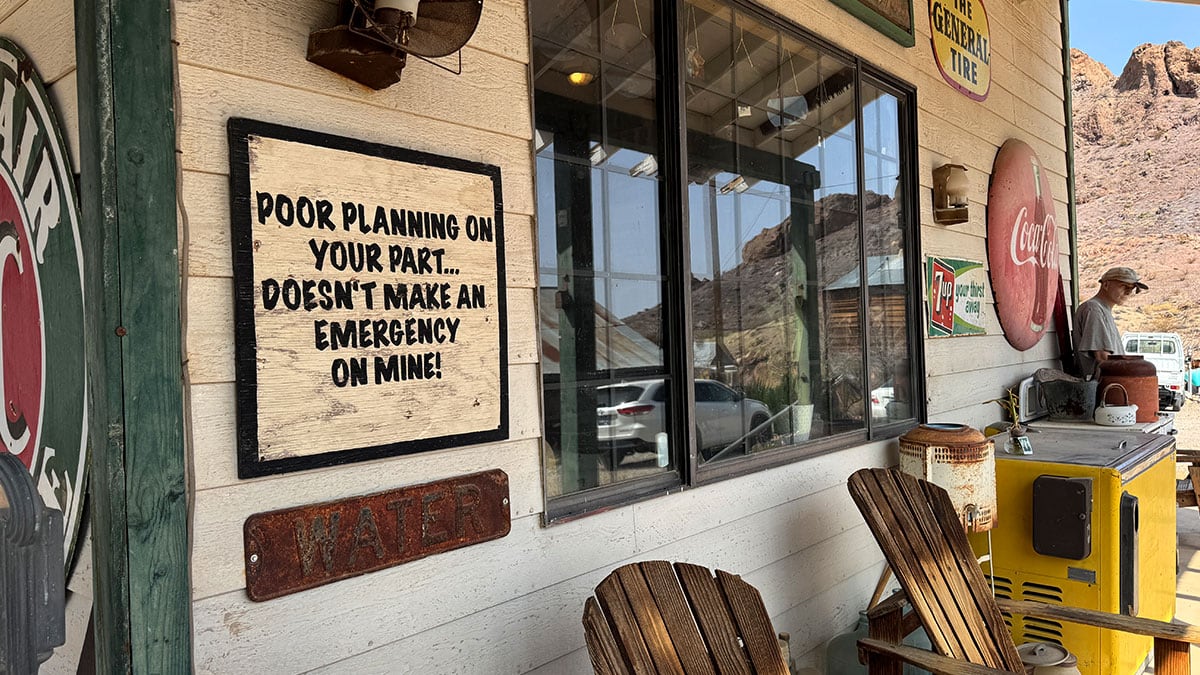 POOR PLANNING ON
YOUR PART...
DOESN'T MAKE AN
EMERGENCY
ON MINE!
WATER
THE
GENERAL
TIRE
Coca-Cola
7up
your thirst
away
AIR